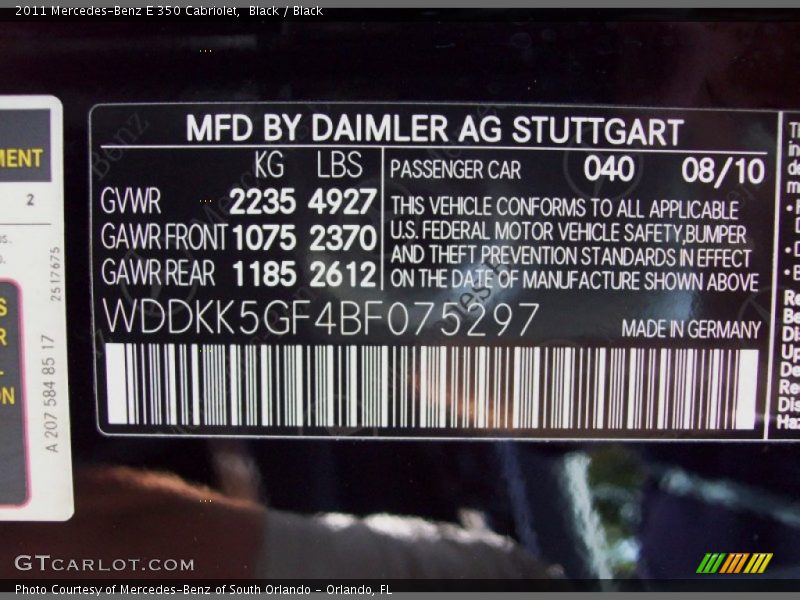 2011 Mercedes-Benz E 350 Cabriolet,  Black / Black
MENT
2
2517675
A 207 584 85 17
ON
MFD BY DAIMLER AG STUTTGART
KG LBS
GVWR 2235 4927
GAWR FRONT 1075 2370
GAWR REAR 1185 2612
PASSENGER CAR 040 08/10
THIS VEHICLE CONFORMS TO ALL APPLICABLE
U.S. FEDERAL MOTOR VEHICLE SAFETY,BUMPER
AND THEFT PREVENTION STANDARDS IN EFFECT
ON THE DATE OF MANUFACTURE SHOWN ABOVE
WDDKK5GF4BF075297
MADE IN GERMANY
GTCARLOT.COM
Photo Courtesy of Mercedes-Benz of South Orlando - Orlando, FL